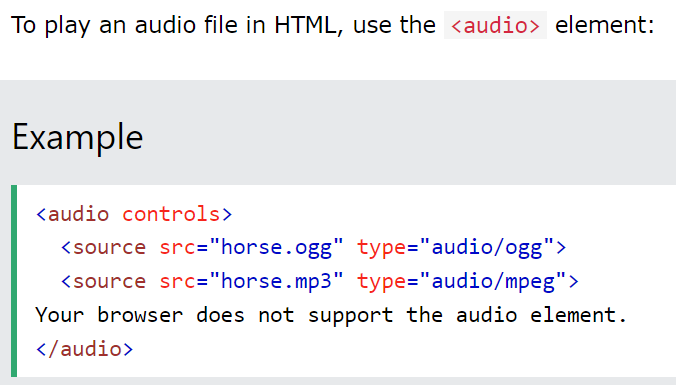 To play an audio file in HTML, use the <audio> element:
Example
<audio controls>
  <source src="horse.ogg" type="audio/ogg">
  <source src="horse.mp3" type="audio/mpeg">
Your browser does not support the audio element.
</audio>